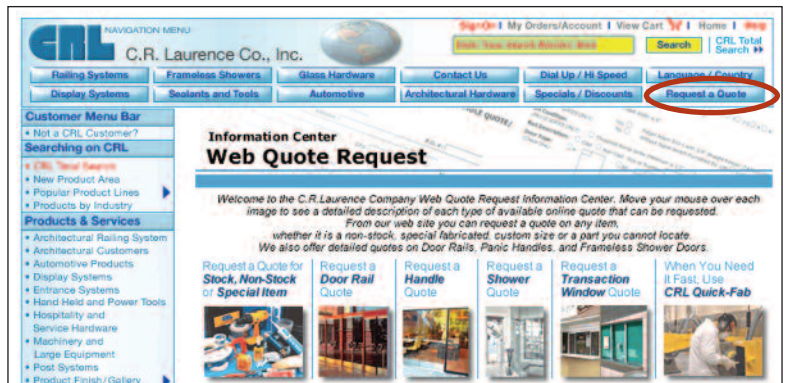 NAVIGATION MENU
CRL
C.R. Laurence Co., Inc.
Sign On | My Orders/Account | View Cart | Home | Help
Search
CRL Total Search
Railing Systems Frameless Showers Glass Hardware Contact Us Dial Up / Hi Speed Language / Country
Display Systems Sealants and Tools Automotive Architectural Hardware Specials / Discounts Request a Quote
Customer Menu Bar
• Not a CRL Customer?
Searching on CRL
• CRL Total Search
• New Product Area
• Popular Product Lines
• Products by Industry
Products & Services
• Architectural Railing System
• Architectural Customers
• Automotive Products
• Display Systems
• Entrance Systems
• Hand Held and Power Tools
• Hospitality and
Service Hardware
• Machinery and
Large Equipment
• Post Systems
• Product Finish/Gallery
Information Center
Web Quote Request
Welcome to the C.R.Laurence Company Web Quote Request Information Center. Move your mouse over each
image to see a detailed description of each type of available online quote that can be requested.
From our web site you can request a quote on any item,
whether it is a non-stock, special fabricated, custom size or a part you cannot locate.
We also offer detailed quotes on Door Rails, Panic Handles, and Frameless Shower Doors.
Request a Quote for
Stock, Non-Stock
or Special Item
Request a
Door Rail
Quote
Request a
Handle
Quote
Request a
Shower
Quote
Request a
Transaction
Window Quote
When You Need
It Fast, Use
CRL Quick-Fab